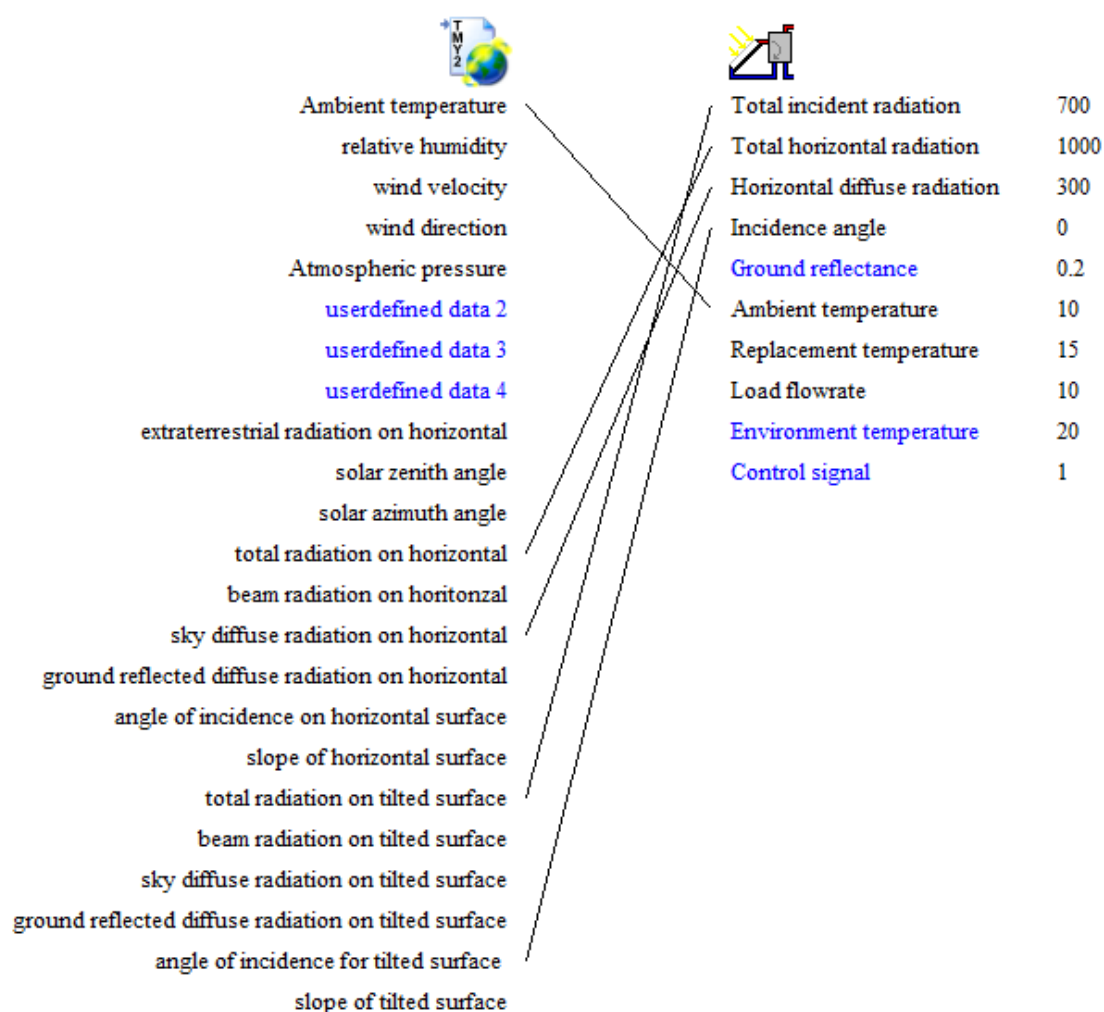 TMY2
Ambient temperature
relative humidity
wind velocity
wind direction
Atmospheric pressure
userdefined data 2
userdefined data 3
userdefined data 4
extraterrestrial radiation on horizontal
solar zenith angle
solar azimuth angle
total radiation on horizontal
beam radiation on horitonzal
sky diffuse radiation on horizontal
ground reflected diffuse radiation on horizontal
angle of incidence on horizontal surface
slope of horizontal surface
total radiation on tilted surface
beam radiation on tilted surface
sky diffuse radiation on tilted surface
ground reflected diffuse radiation on tilted surface
angle of incidence for tilted surface
slope of tilted surface
Total incident radiation 700
Total horizontal radiation 1000
Horizontal diffuse radiation 300
Incidence angle 0
Ground reflectance 0.2
Ambient temperature 10
Replacement temperature 15
Load flowrate 10
Environment temperature 20
Control signal 1